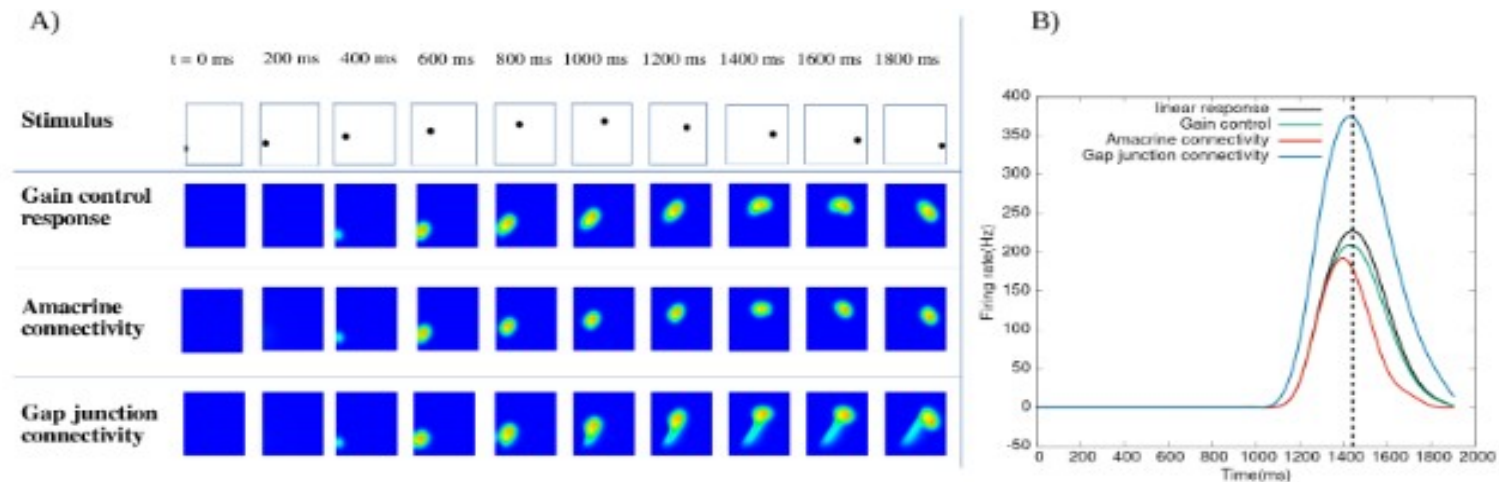 A)
t = 0 ms 200 ms 400 ms 600 ms 800 ms 1000 ms 1200 ms 1400 ms 1600 ms 1800 ms
Stimulus
Gain control
response
Amacrine
connectivity
Gap junction
connectivity
B)
400
350
300
250
200
150
100
50
0
-50
Firing rate(Hz)
linear response
Gain control
Amacrine connectivity
Gap junction connectivity
0 200 400 600 800 1000 1200 1400 1600 1800 2000
Time(ms)